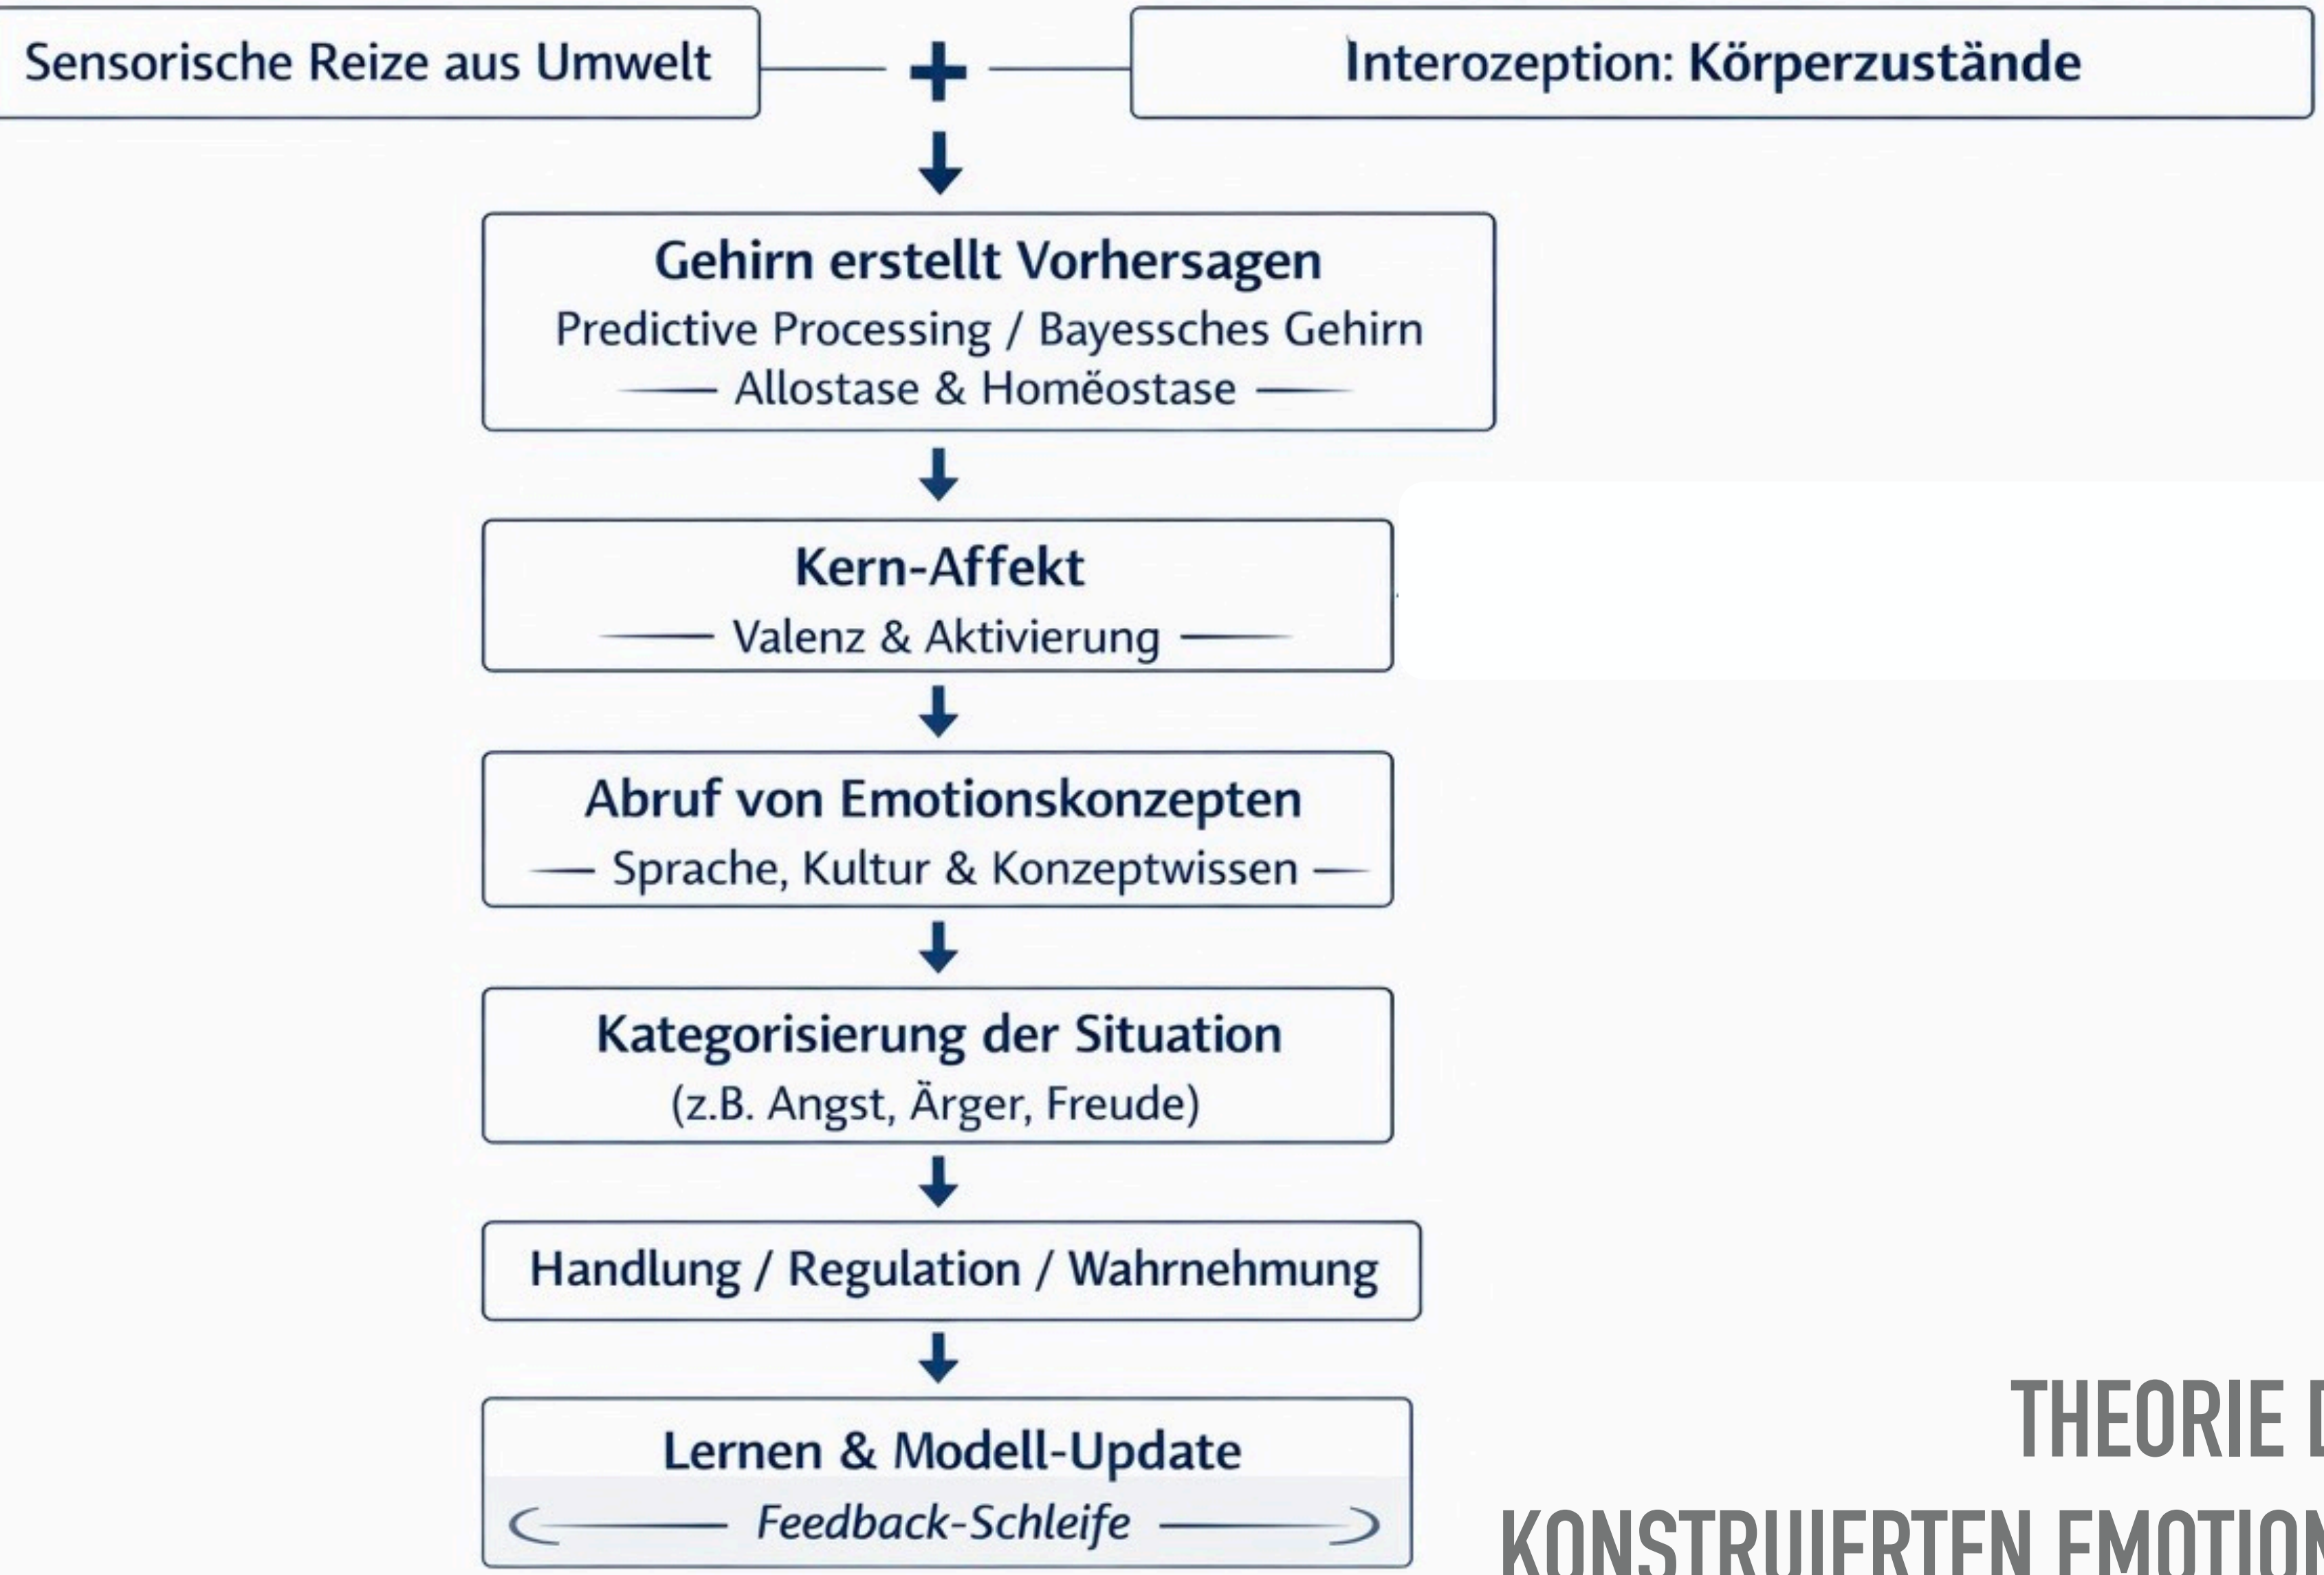 Sensorische Reize aus Umwelt
+
Interozeption: Körperzustände
Gehirn erstellt Vorhersagen
Predictive Processing / Bayessches Gehirn
Allostase & Homëostase
Kern-Affekt
Valenz & Aktivierung
Abruf von Emotionskonzepten
Sprache, Kultur & Konzeptwissen
Kategorisierung der Situation
(z.B. Angst, Ärger, Freude)
Handlung / Regulation / Wahrnehmung
Lernen & Modell-Update
Feedback-Schleife
THEORIE
KONSTRUIERTEN EMOTION